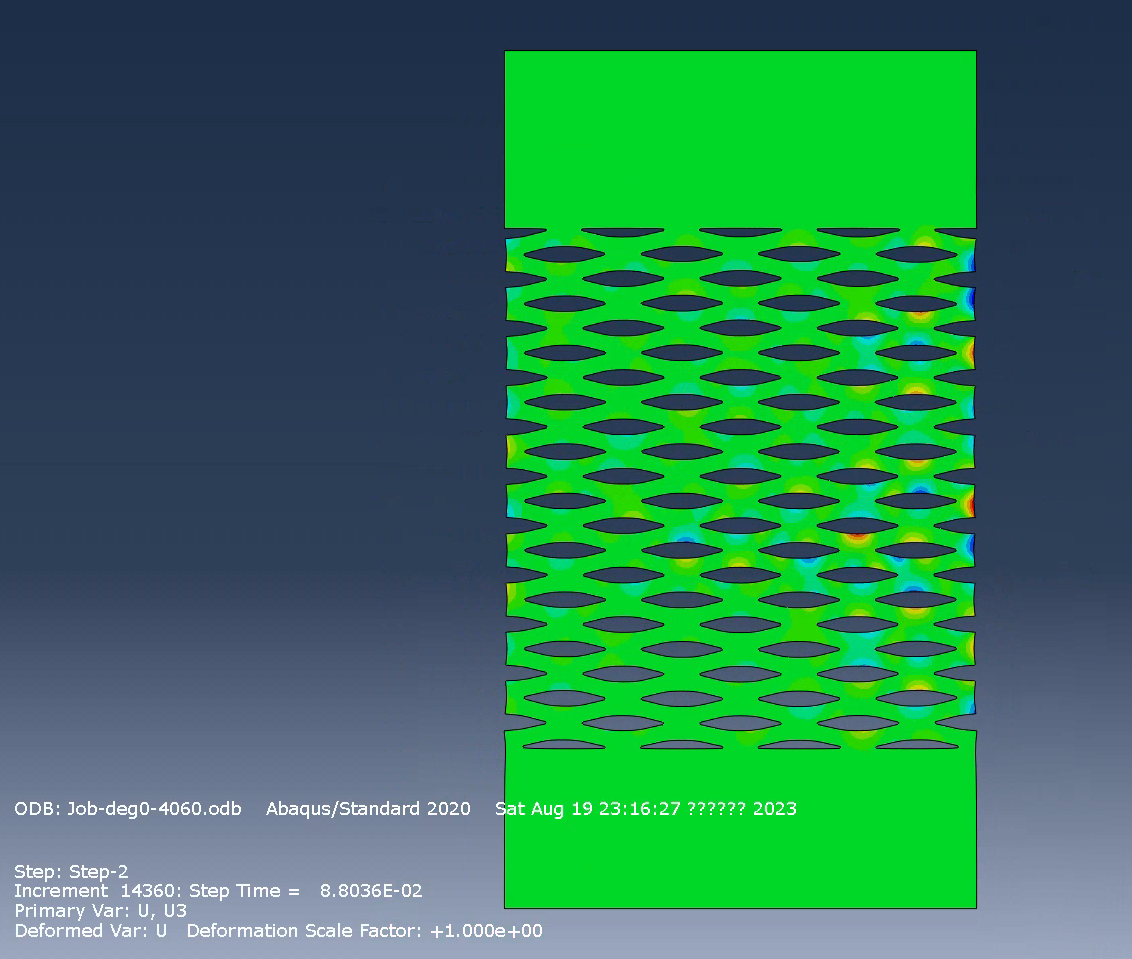 ODB: Job-deg0-4060.odb    Abaqus/Standard 2020    Sat Aug 19 23:16:27 ?????? 2023
Step: Step-2
Increment  14360: Step Time =   8.8036E-02
Primary Var: U, U3
Deformed Var: U   Deformation Scale Factor: +1.000e+00